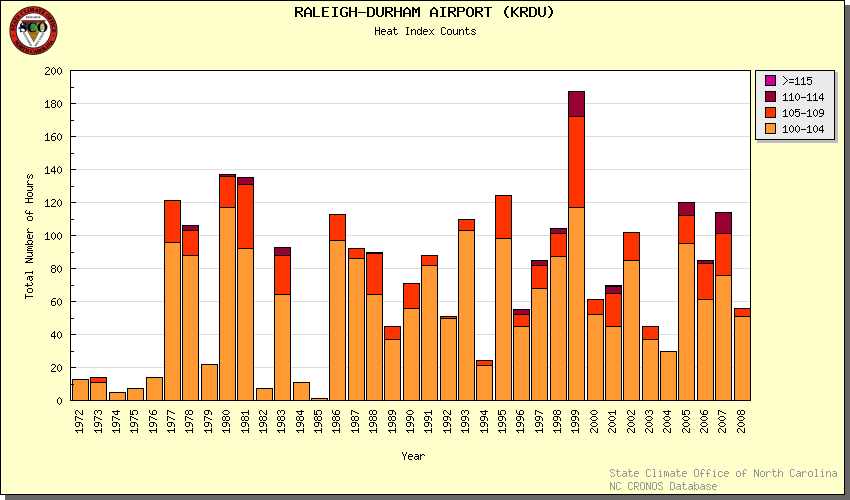 RALEIGH-DURHAM AIRPORT (KRDU)
Heat Index Counts
SCO
>=115
110-114
105-109
100-104
Total Number of Hours
200
180
160
140
120
100
80
60
40
20
0
1972 1973 1974 1975 1976 1977 1978 1979 1980 1981 1982 1983 1984 1985 1986 1987 1988 1989 1990 1991 1992 1993 1994 1995 1996 1997 1998 1999 2000 2001 2002 2003 2004 2005 2006 2007 2008
Year
State Climate Office of North Carolina
NC CRONOS Database